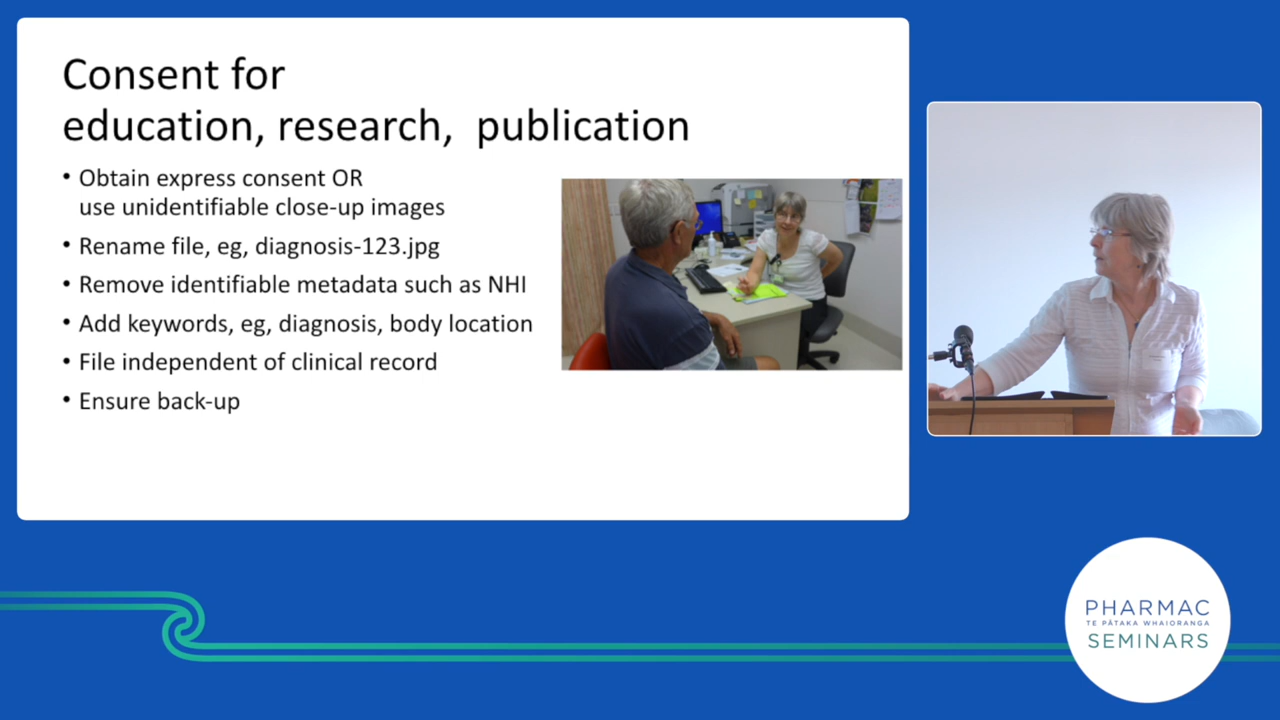 Consent for
education, research, publication
• Obtain express consent OR
use unidentifiable close-up images
• Rename file, eg, diagnosis-123.jpg
• Remove identifiable metadata such as NHI
• Add keywords, eg, diagnosis, body location
• File independent of clinical record
• Ensure back-up
PHARMAC
TE PĀTAKA WHAIORANGA
SEMINARS